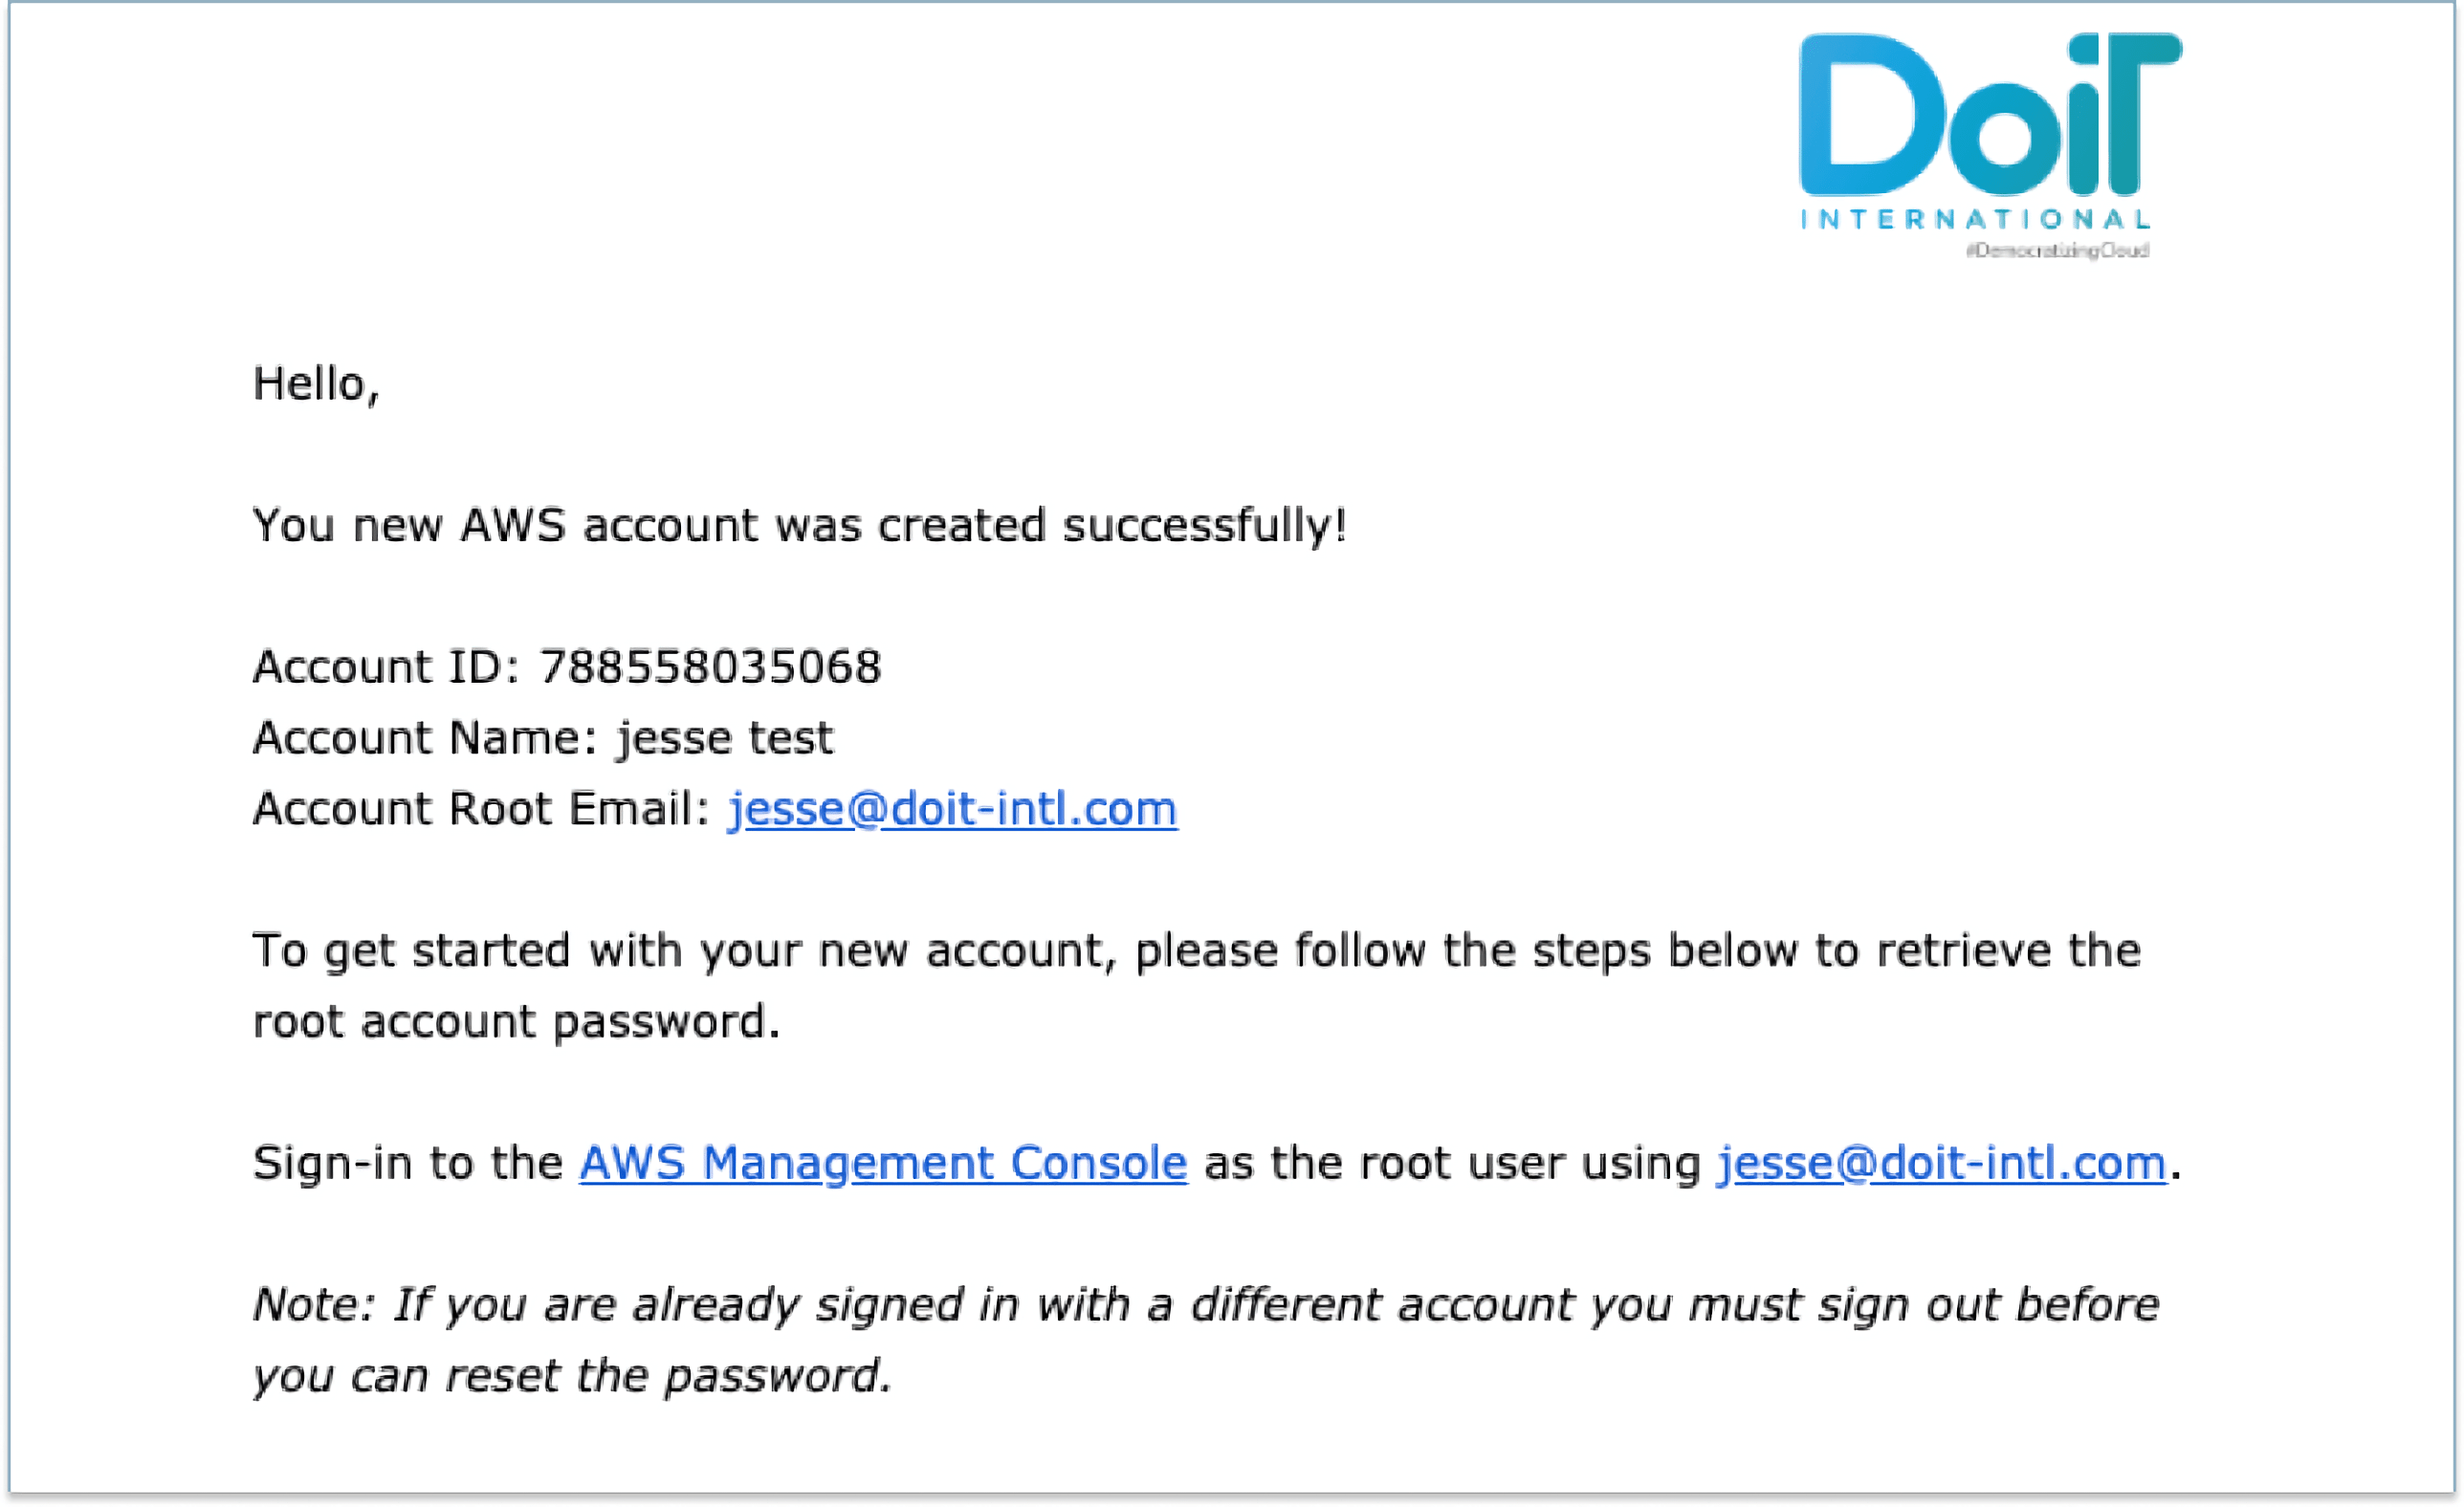 DoiT
INTERNATIONAL
#DemocratizingCloud
Hello,
You new AWS account was created successfully!
Account ID: 788558035068
Account Name: jesse test
Account Root Email: jesse@doit-intl.com
To get started with your new account, please follow the steps below to retrieve the
root account password.
Sign-in to the AWS Management Console as the root user using jesse@doit-intl.com.
Note: If you are already signed in with a different account you must sign out before
you can reset the password.